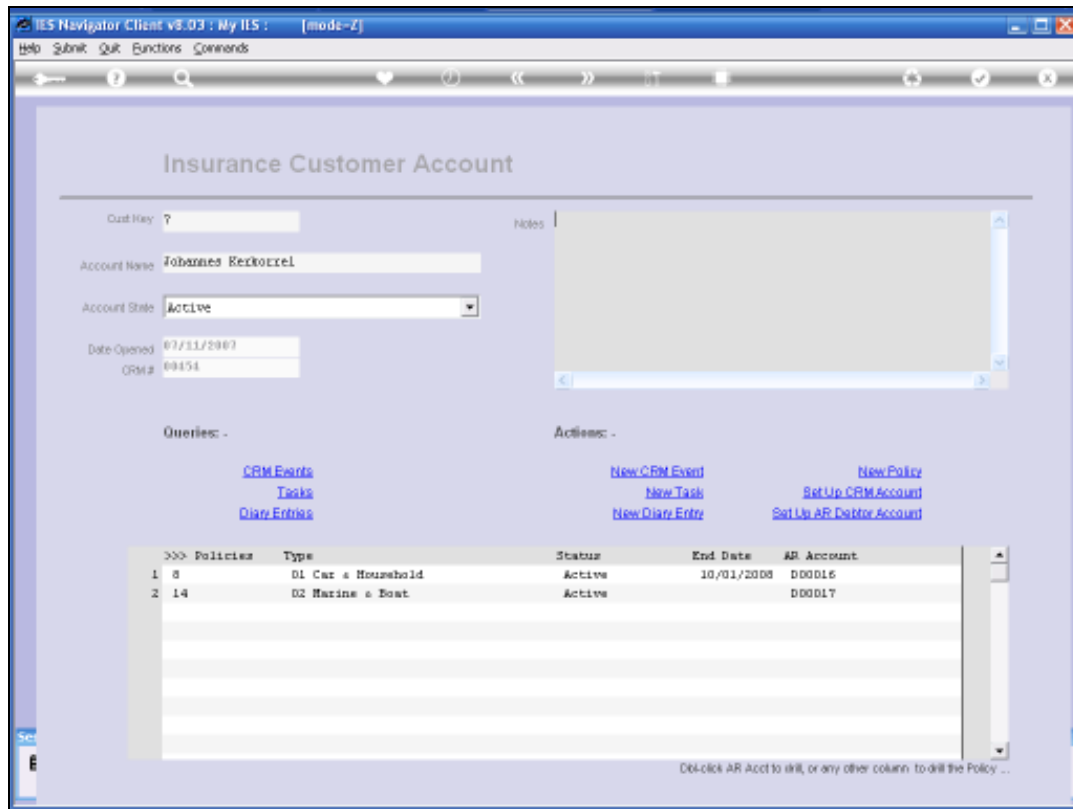 IES Navigator Client v8.03 : My IES : [mode=Z]
Help Submit Quit Functions Commands
Insurance Customer Account
Cust Key 7
Notes
Account Name Johannes Kerkorrel
Account State Active
Date Opened 07/11/2007
CRM # 00454
Queries: - Actions: -
CRM Events New CRM Event New Policy
Tasks New Task Set Up CRM Account
Diary Entries New Diary Entry Set Up AR Debtor Account
>>> Policies Type Status End Date AR Account
1 8 01 Car & Household Active 10/01/2008 D00016
2 14 02 Marine & Boat Active D00017
Dbl-click AR Acct to drill, or any other column to drill the Policy ...